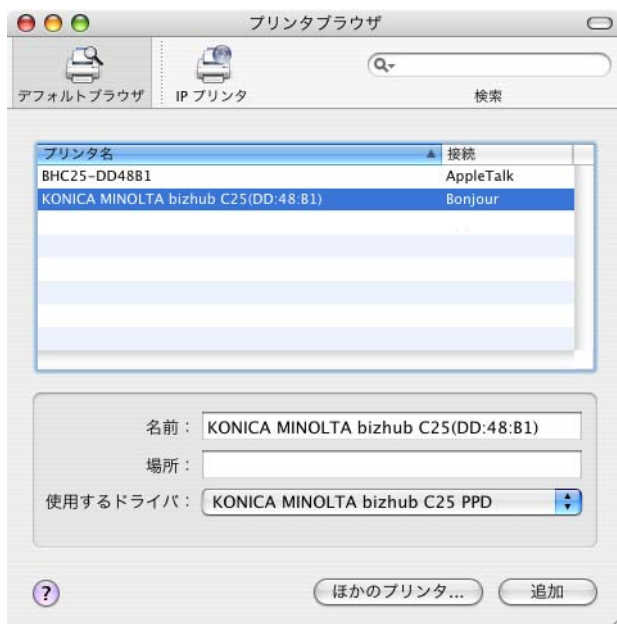 プリンタブラウザ
デフォルトブラウザ
IP プリンタ
検索
プリンタ名 接続
BHC25-DD48B1 AppleTalk
KONICA MINOLTA bizhub C25(DD:48:B1) Bonjour
名前： KONICA MINOLTA bizhub C25(DD:48:B1)
場所：
使用するドライバ： KONICA MINOLTA bizhub C25 PPD
?
ほかのプリンタ... 追加